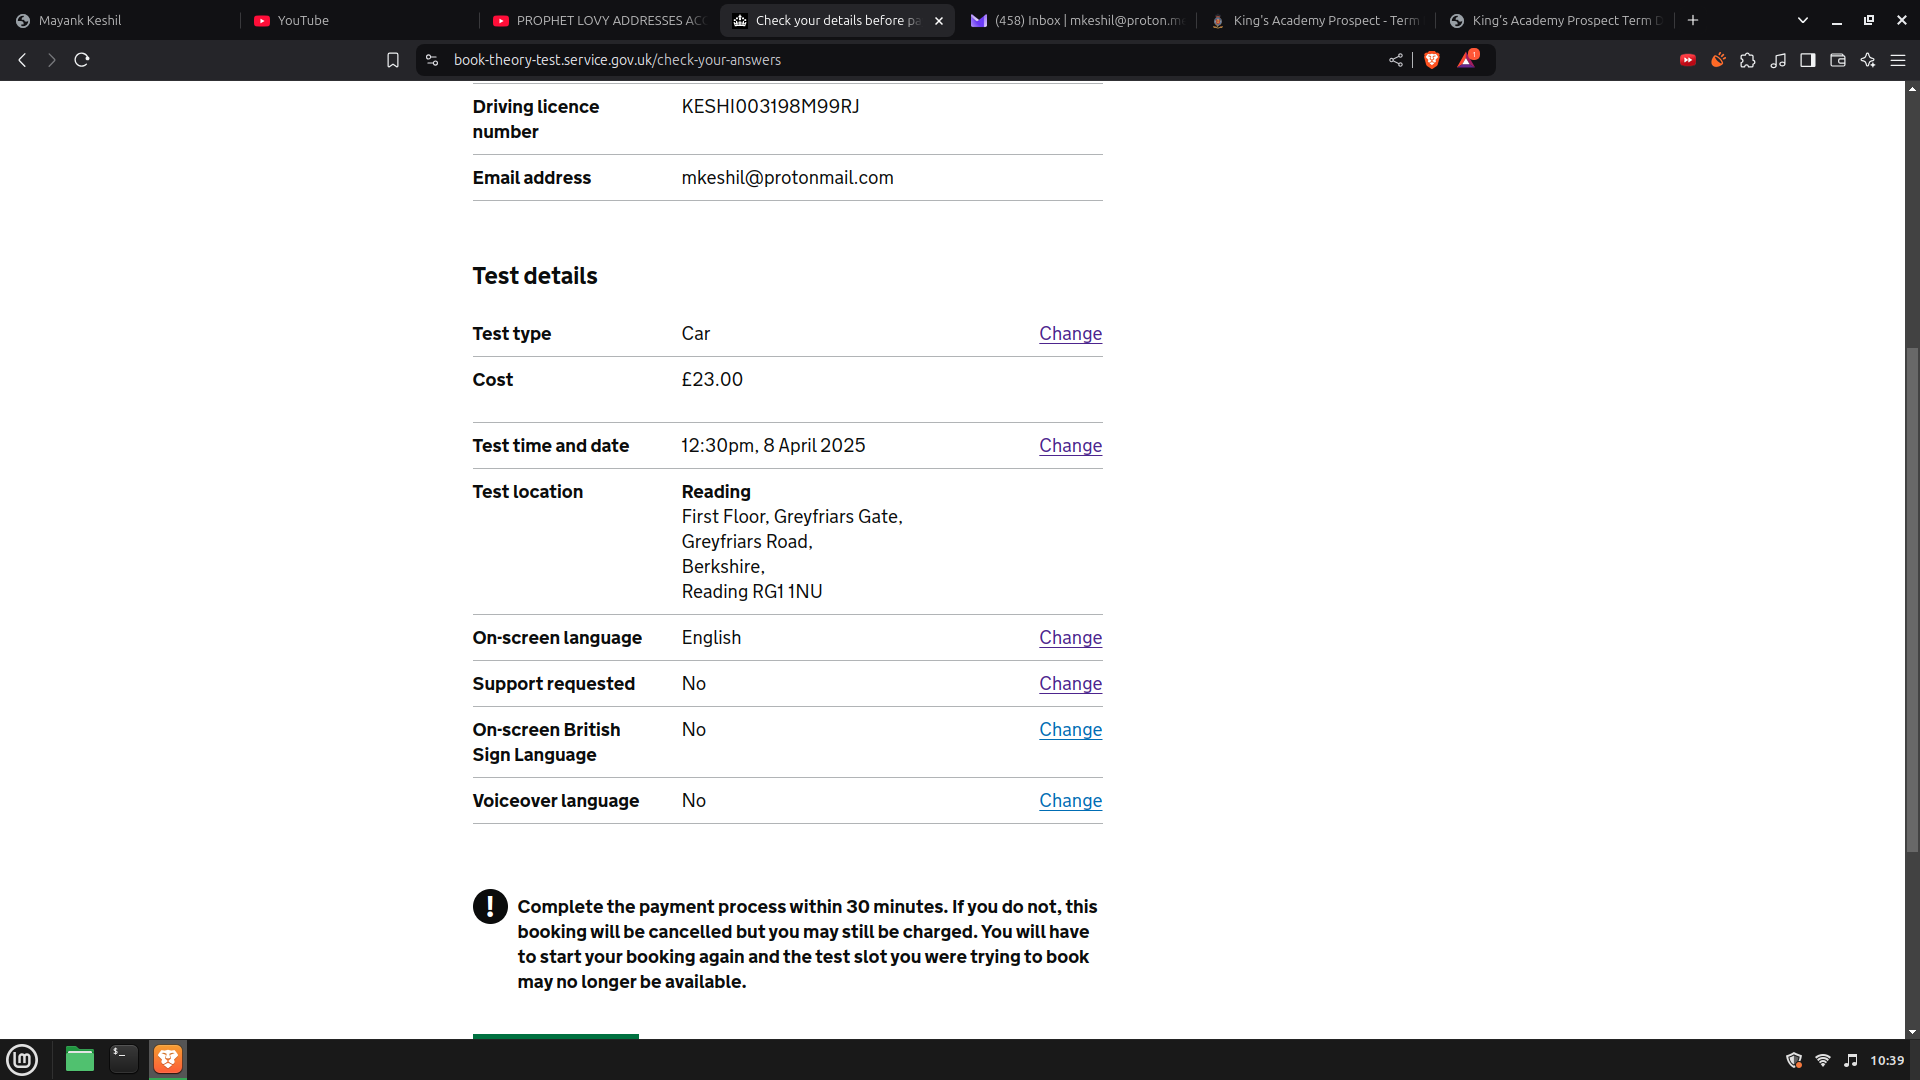 Mayank Keshil
YouTube
PROPHET LOVY ADDRESSES ACC
Check your details before pa
(458) Inbox | mkeshil@proton.me
King's Academy Prospect - Term
King's Academy Prospect Term D
book-theory-test.service.gov.uk/check-your-answers
1
Driving licence number
KESHI003198M99RJ
Email address
mkeshil@protonmail.com
Test details
Test type
Car
Change
Cost
£23.00
Test time and date
12:30pm, 8 April 2025
Change
Test location
Reading
First Floor, Greyfriars Gate,
Greyfriars Road,
Berkshire,
Reading RG1 1NU
On-screen language
English
Change
Support requested
No
Change
On-screen British
Sign Language
No
Change
Voiceover language
No
Change
! Complete the payment process within 30 minutes. If you do not, this
booking will be cancelled but you may still be charged. You will have
to start your booking again and the test slot you were trying to book
may no longer be available.
10:39